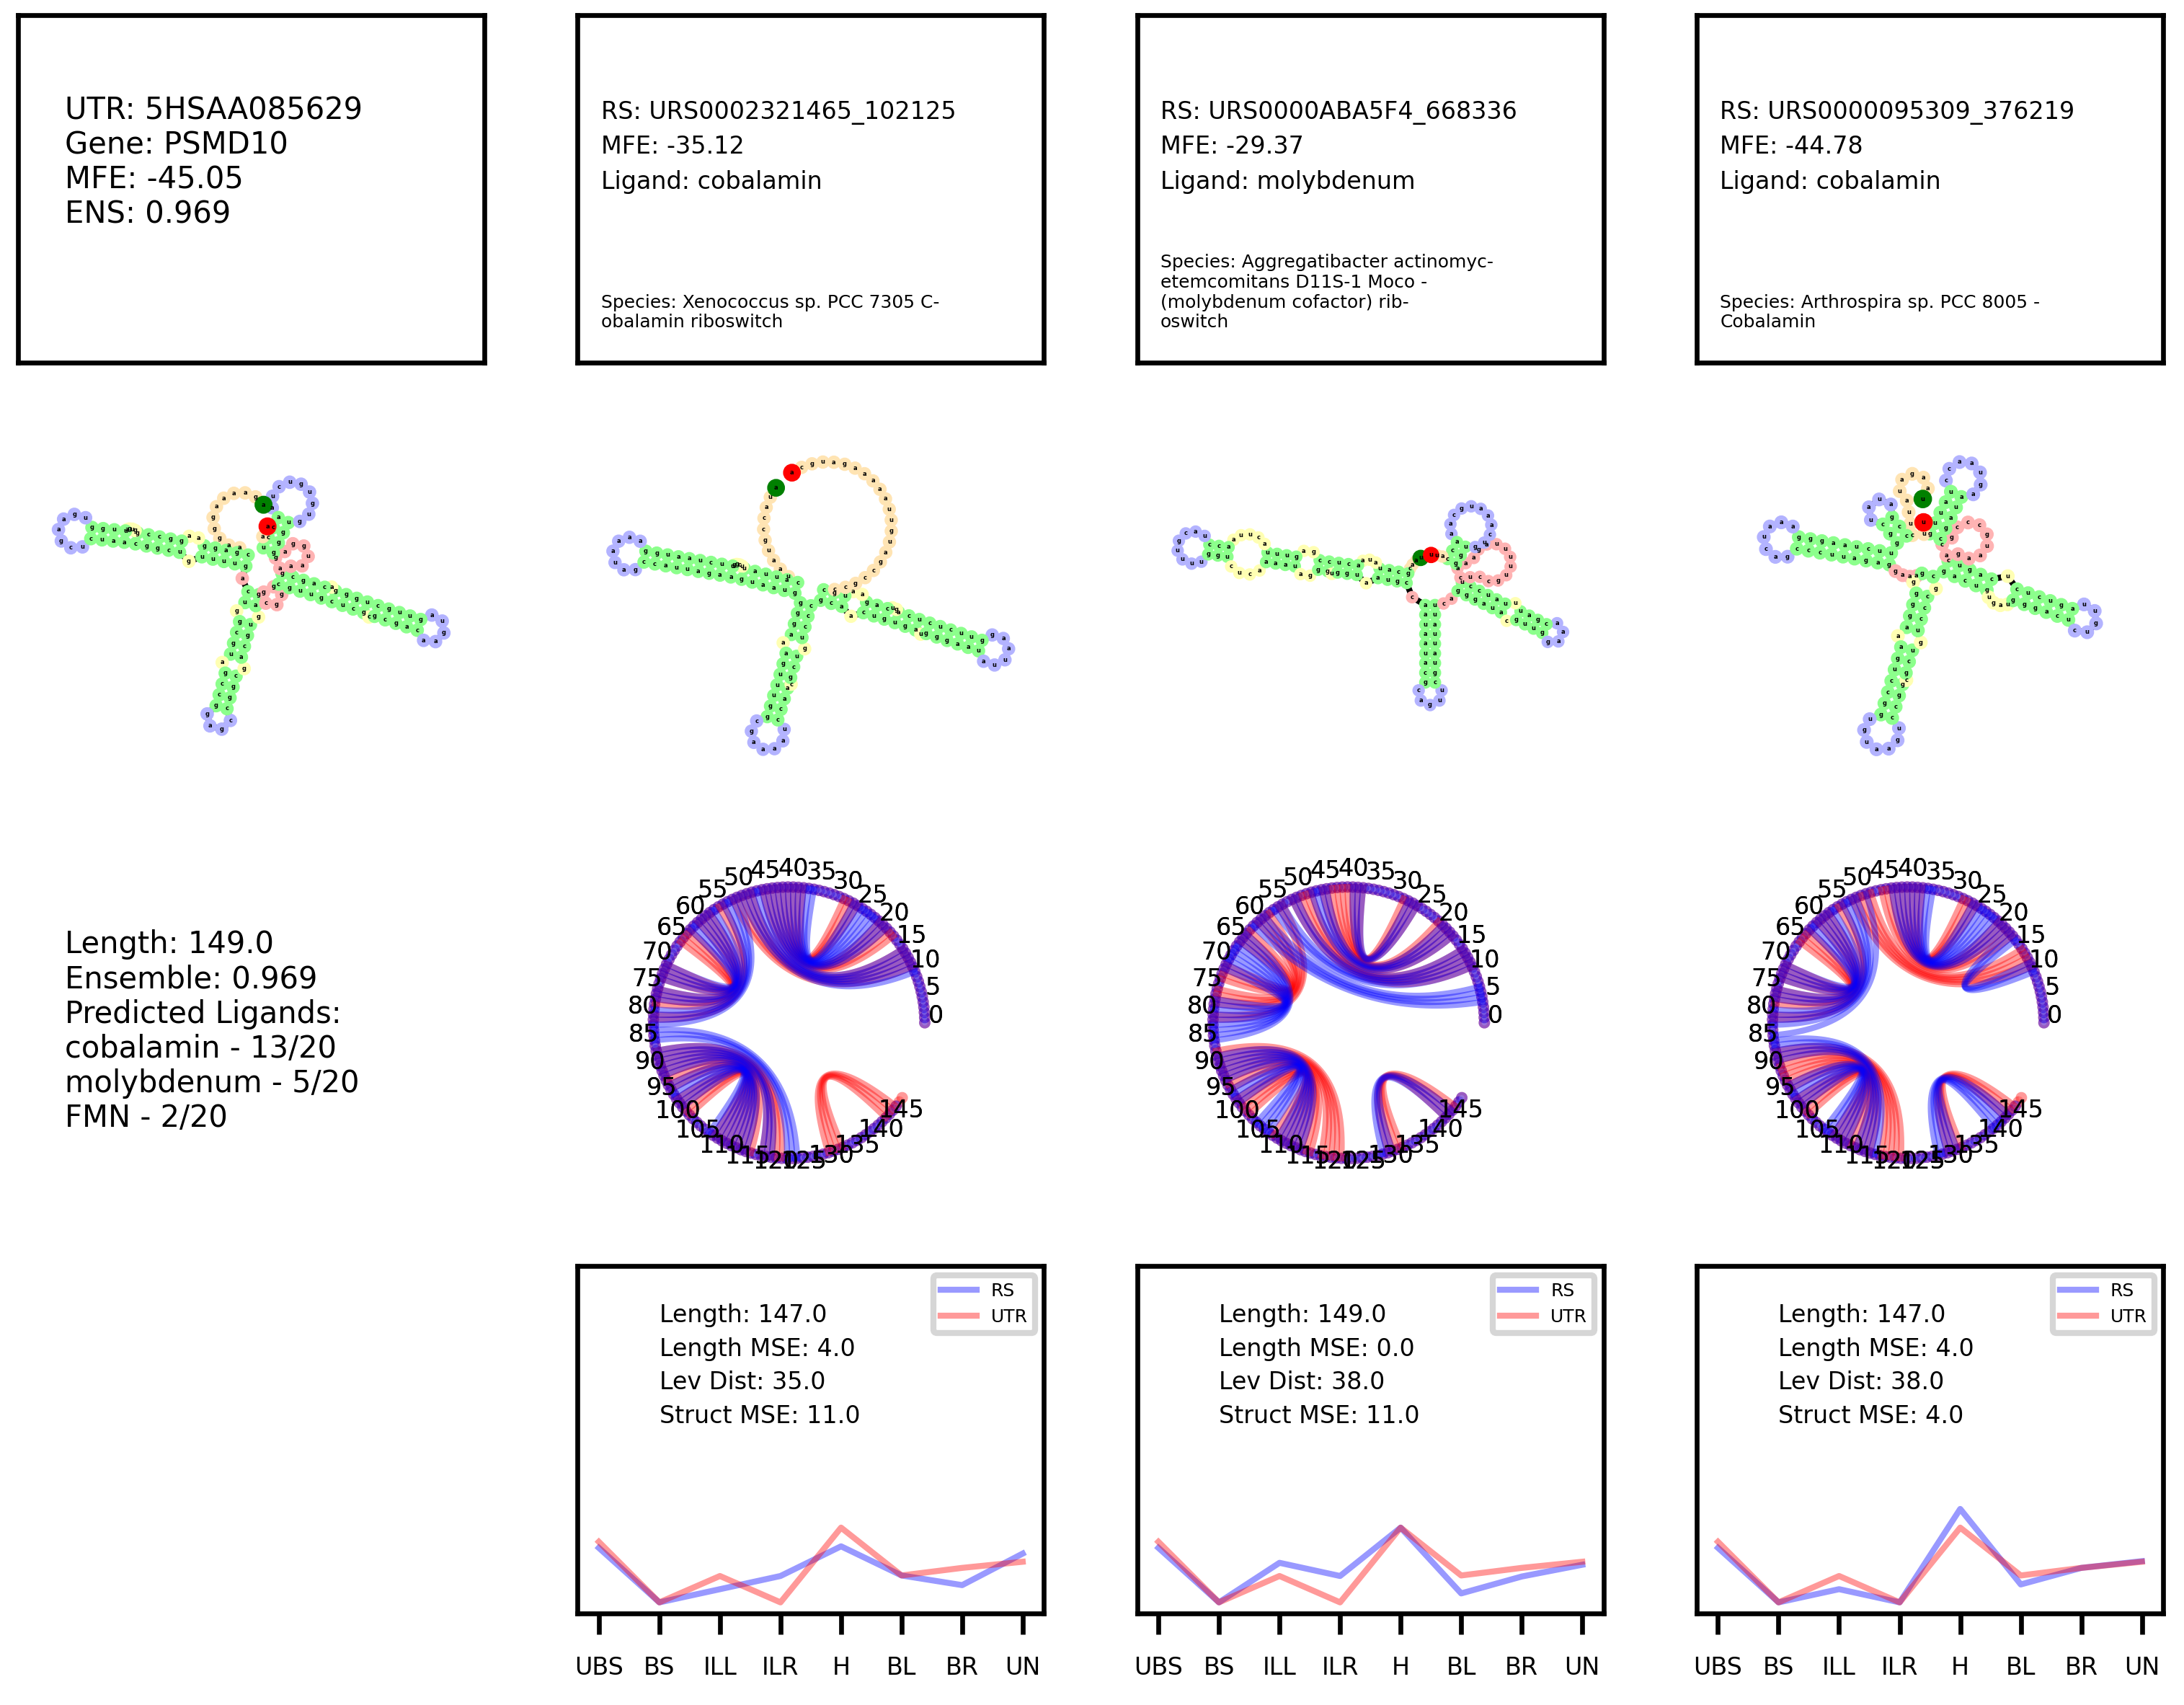 UTR: 5HSAA085629
Gene: PSMD10
MFE: -45.05
ENS: 0.969
RS: URS0002321465_102125
MFE: -35.12
Ligand: cobalamin
Species: Xenococcus sp. PCC 7305 C-
obalamin riboswitch
RS: URS0000ABA5F4_668336
MFE: -29.37
Ligand: molybdenum
Species: Aggregatibacter actinomyc-
etemcomitans D11S-1 Moco -
(molybdenum cofactor) rib-
oswitch
RS: URS0000095309_376219
MFE: -44.78
Ligand: cobalamin
Species: Arthrospira sp. PCC 8005 -
Cobalamin
Length: 149.0
Ensemble: 0.969
Predicted Ligands:
cobalamin - 13/20
molybdenum - 5/20
FMN - 2/20
0 5 10 15 20 25 30 35 40 45 50 55 60 65 70 75 80 85 90 95 100 105 110 115 120 125 130 135 140 145
0 5 10 15 20 25 30 35 40 45 50 55 60 65 70 75 80 85 90 95 100 105 110 115 120 125 130 135 140 145
0 5 10 15 20 25 30 35 40 45 50 55 60 65 70 75 80 85 90 95 100 105 110 115 120 125 130 135 140 145
RS
UTR
Length: 147.0
Length MSE: 4.0
Lev Dist: 35.0
Struct MSE: 11.0
UBS BS ILL ILR H BL BR UN
RS
UTR
Length: 149.0
Length MSE: 0.0
Lev Dist: 38.0
Struct MSE: 11.0
UBS BS ILL ILR H BL BR UN
RS
UTR
Length: 147.0
Length MSE: 4.0
Lev Dist: 38.0
Struct MSE: 4.0
UBS BS ILL ILR H BL BR UN